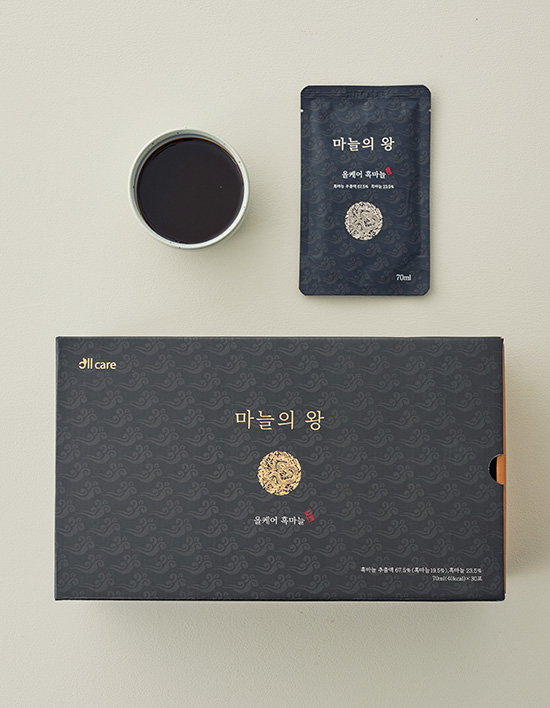 마늘의 왕
올케어 흑마늘
흑마늘 추출액 67.5% 흑마늘 23.5%
70ml
all care
마늘의 왕
올케어 흑마늘
흑마늘 추출액 67.5% (흑마늘 19.5%), 흑마늘 23.5%
70ml(40kcal) × 30포